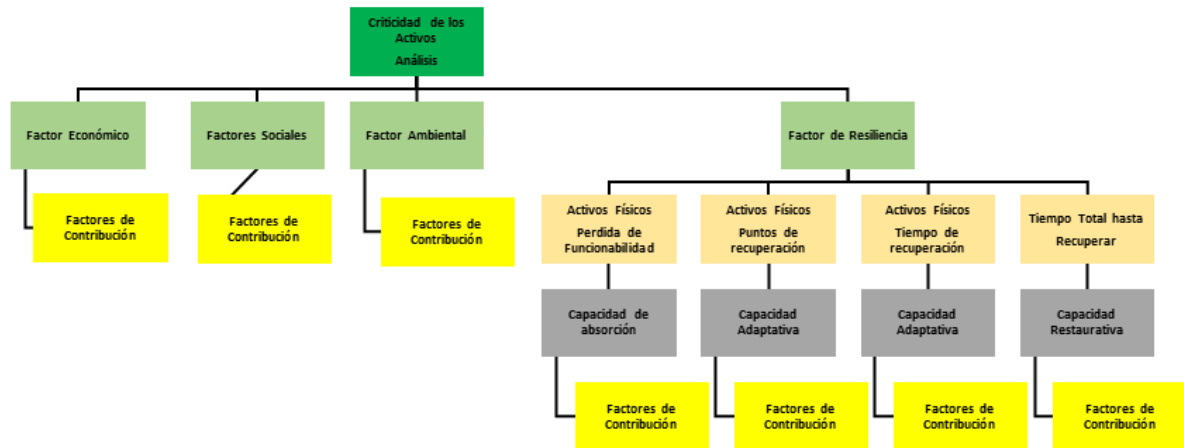 Criticidad de los
Activos
Análisis
Factor Económico
Factores Sociales
Factor Ambiental
Factor de Resiliencia
Factores de
Contribución
Factores de
Contribución
Factores de
Contribución
Activos Físicos
Perdida de
Funcionabilidad
Activos Físicos
Puntos de
recuperación
Activos Físicos
Tiempo de
recuperación
Tiempo Total hasta
Recuperar
Capacidad de
absorción
Capacidad
Adaptativa
Capacidad
Adaptativa
Capacidad
Restaurativa
Factores de
Contribución
Factores de
Contribución
Factores de
Contribución
Factores de
Contribución